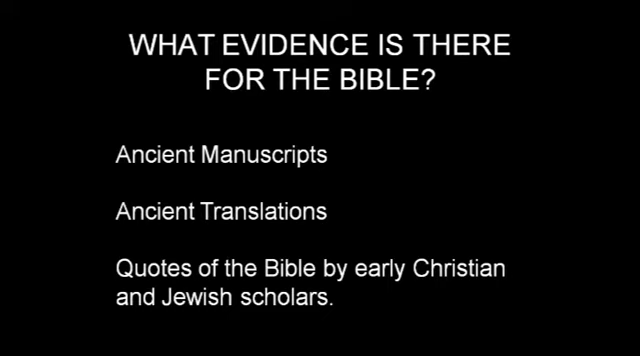 WHAT EVIDENCE IS THERE
FOR THE BIBLE?
Ancient Manuscripts
Ancient Translations
Quotes of the Bible by early Christian
and Jewish scholars.